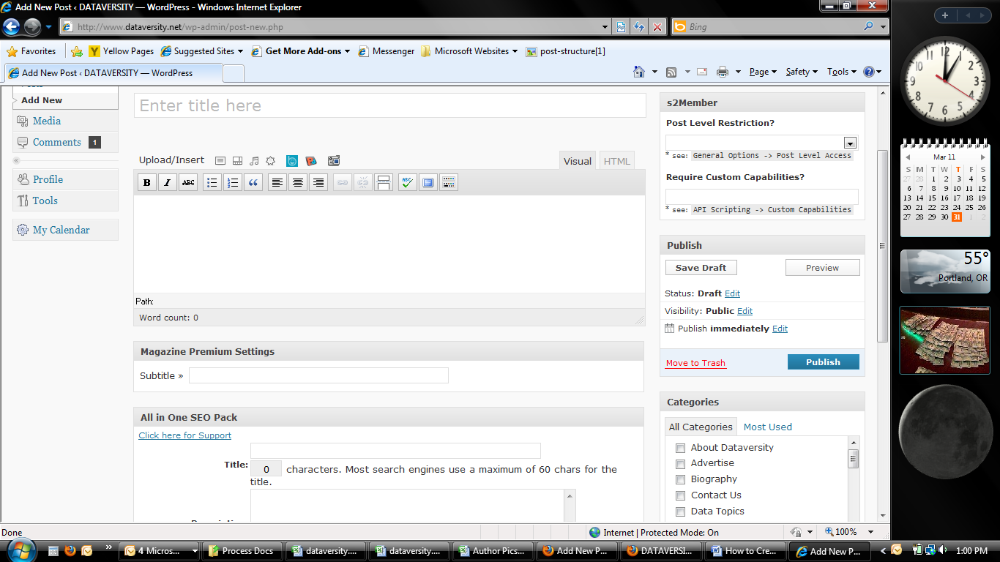 Add New Post ‹ DATAVERSITY — WordPress - Windows Internet Explorer
http://www.dataversity.net/wp-admin/post-new.php
Bing
Favorites
Yellow Pages
Suggested Sites
Get More Add-ons
Messenger
Microsoft Websites
post-structure[1]
Add New Post ‹ DATAVERSITY — WordPress
Page
Safety
Tools
Add New
Media
Comments 1
Profile
Tools
My Calendar
Enter title here
Upload/Insert
Visual
HTML
B I ABC
ABC
Path:
Word count: 0
Magazine Premium Settings
Subtitle »
All in One SEO Pack
Click here for Support
Title:
0 characters. Most search engines use a maximum of 60 chars for the
title.
s2Member
Post Level Restriction?
* see: General Options -> Post Level Access
Require Custom Capabilities?
* see: API Scripting -> Custom Capabilities
Publish
Save Draft
Preview
Status: Draft Edit
Visibility: Public Edit
Publish immediately Edit
Move to Trash
Publish
Categories
All Categories
Most Used
About Dataversity
Advertise
Biography
Contact Us
Data Topics
12 1 2 3 4 5 6 7 8 9 10 11
Mar 11
S M T W T F S
27 28 1 2 3 4 5
6 7 8 9 10 11 12
13 14 15 16 17 18 19
20 21 22 23 24 25 26
27 28 29 30 31 1 2
55°
Portland, OR
Done
Internet | Protected Mode: On
100%
4 Micros...
Process Docs
dataversity....
dataversity....
Author Pics...
Add New P...
DATAVERSI...
How to Cre...
Add New P...
1:00 PM